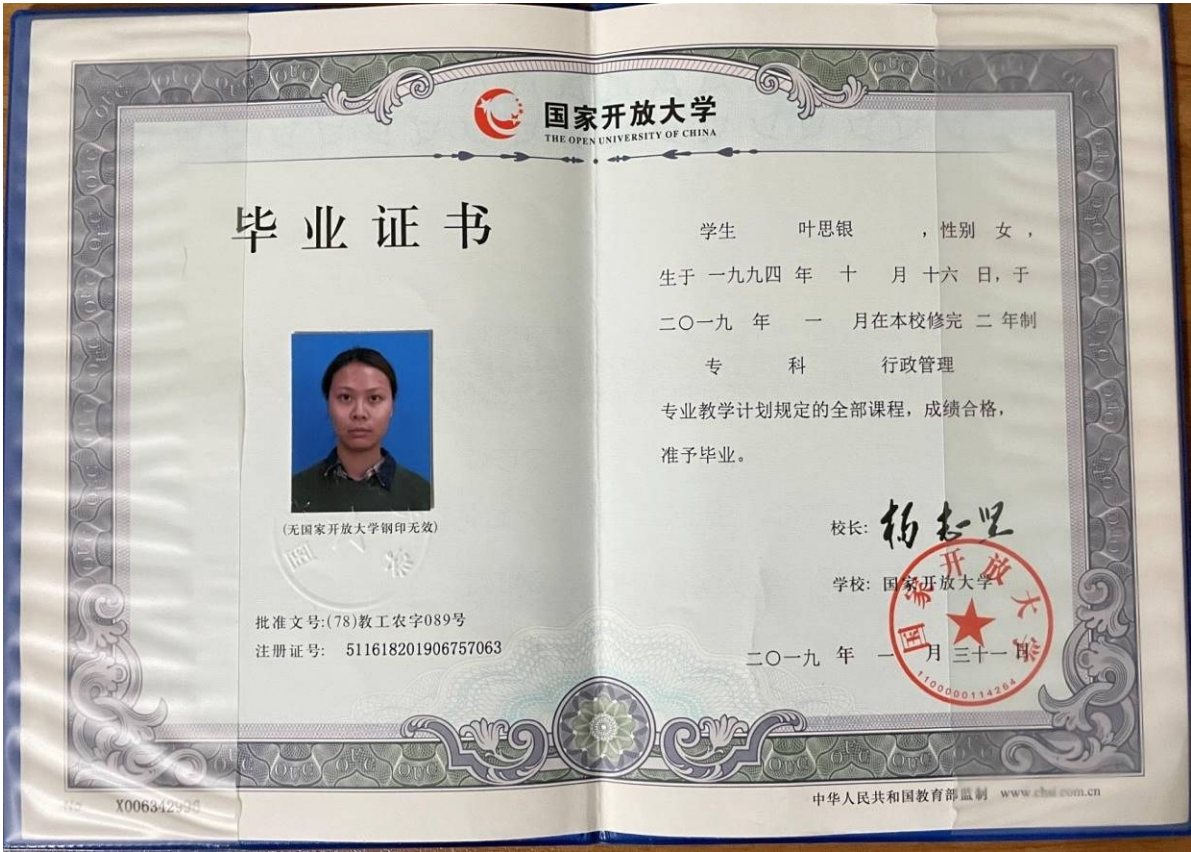 国家开放大学
THE OPEN UNIVERSITY OF CHINA
毕业证书
(无国家开放大学钢印无效)
批准文号:(78)教工农字089号
注册证号: 511618201906757063
X006342996
学生 叶思银 ，性别 女 ，
生于 一九九四 年 十 月 十六 日，于
二〇一九 年 一 月在本校修完 二 年制
专 科 行政管理
专业教学计划规定的全部课程，成绩合格，
准予毕业。
校长: 杨志坚
学校: 国家开放大学
二〇一九 年 一 月 三十一 日
国家开放大学
1100000114264
中华人民共和国教育部监制 www.chsi.com.cn